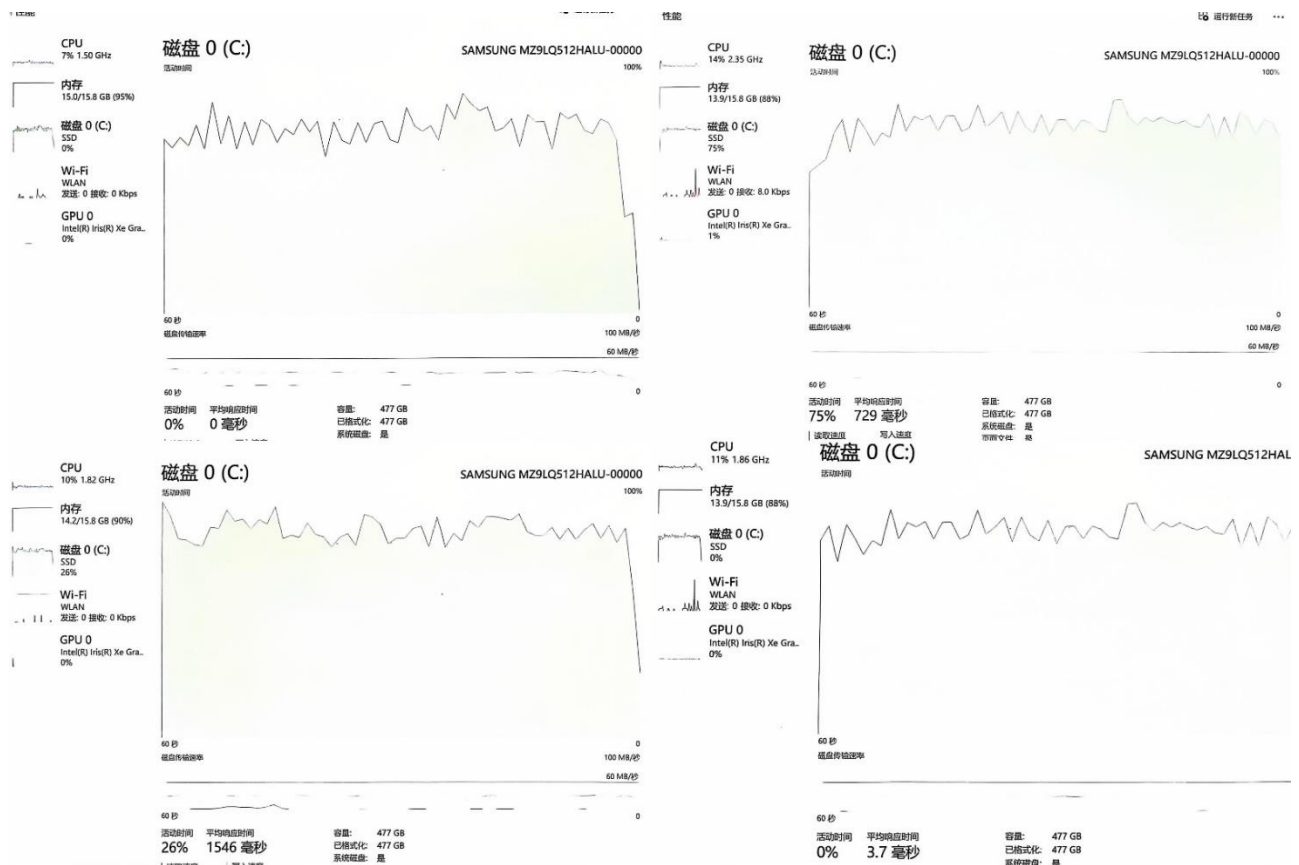 性能
CPU
7% 1.50 GHz
内存
15.0/15.8 GB (95%)
磁盘 0 (C:)
SSD
0%
Wi-Fi
WLAN
发送: 0 接收: 0 Kbps
GPU 0
Intel(R) Iris(R) Xe Gra..
0%
磁盘 0 (C:)
SAMSUNG MZ9LQ512HALU-00000
活动时间
100%
60 秒
0
磁盘传输速率
100 MB/秒
60 MB/秒
60 秒
0
活动时间 平均响应时间
0% 0 毫秒
容量: 477 GB
已格式化: 477 GB
系统磁盘: 是
性能
运行新任务 ...
CPU
14% 2.35 GHz
内存
13.9/15.8 GB (88%)
磁盘 0 (C:)
SSD
75%
Wi-Fi
WLAN
发送: 0 接收: 8.0 Kbps
GPU 0
Intel(R) Iris(R) Xe Gra..
1%
磁盘 0 (C:)
SAMSUNG MZ9LQ512HALU-00000
活动时间
100%
60 秒
0
磁盘传输速率
100 MB/秒
60 MB/秒
60 秒
0
活动时间 平均响应时间
75% 729 毫秒
读取速度 写入速度
容量: 477 GB
已格式化: 477 GB
系统磁盘: 是
页面文件: 是
CPU
10% 1.82 GHz
内存
14.2/15.8 GB (90%)
磁盘 0 (C:)
SSD
26%
Wi-Fi
WLAN
发送: 0 接收: 0 Kbps
GPU 0
Intel(R) Iris(R) Xe Gra..
0%
磁盘 0 (C:)
SAMSUNG MZ9LQ512HALU-00000
活动时间
100%
60 秒
0
磁盘传输速率
100 MB/秒
60 MB/秒
60 秒
0
活动时间 平均响应时间
26% 1546 毫秒
容量: 477 GB
已格式化: 477 GB
系统磁盘: 是
CPU
11% 1.86 GHz
内存
13.9/15.8 GB (88%)
磁盘 0 (C:)
SSD
0%
Wi-Fi
WLAN
发送: 0 接收: 0 Kbps
GPU 0
Intel(R) Iris(R) Xe Gra..
0%
磁盘 0 (C:)
SAMSUNG MZ9LQ512HAL
活动时间
60 秒
磁盘传输速率
60 秒
活动时间 平均响应时间
0% 3.7 毫秒
容量: 477 GB
已格式化: 477 GB
系统磁盘: 是